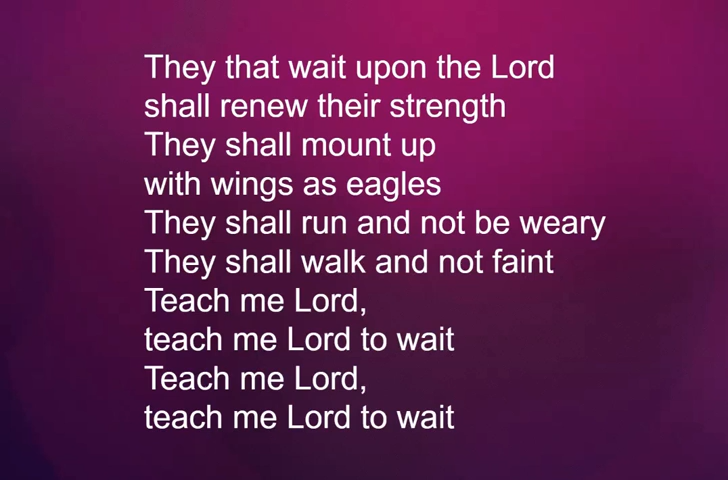 They that wait upon the Lord
shall renew their strength
They shall mount up
with wings as eagles
They shall run and not be weary
They shall walk and not faint
Teach me Lord,
teach me Lord to wait
Teach me Lord,
teach me Lord to wait